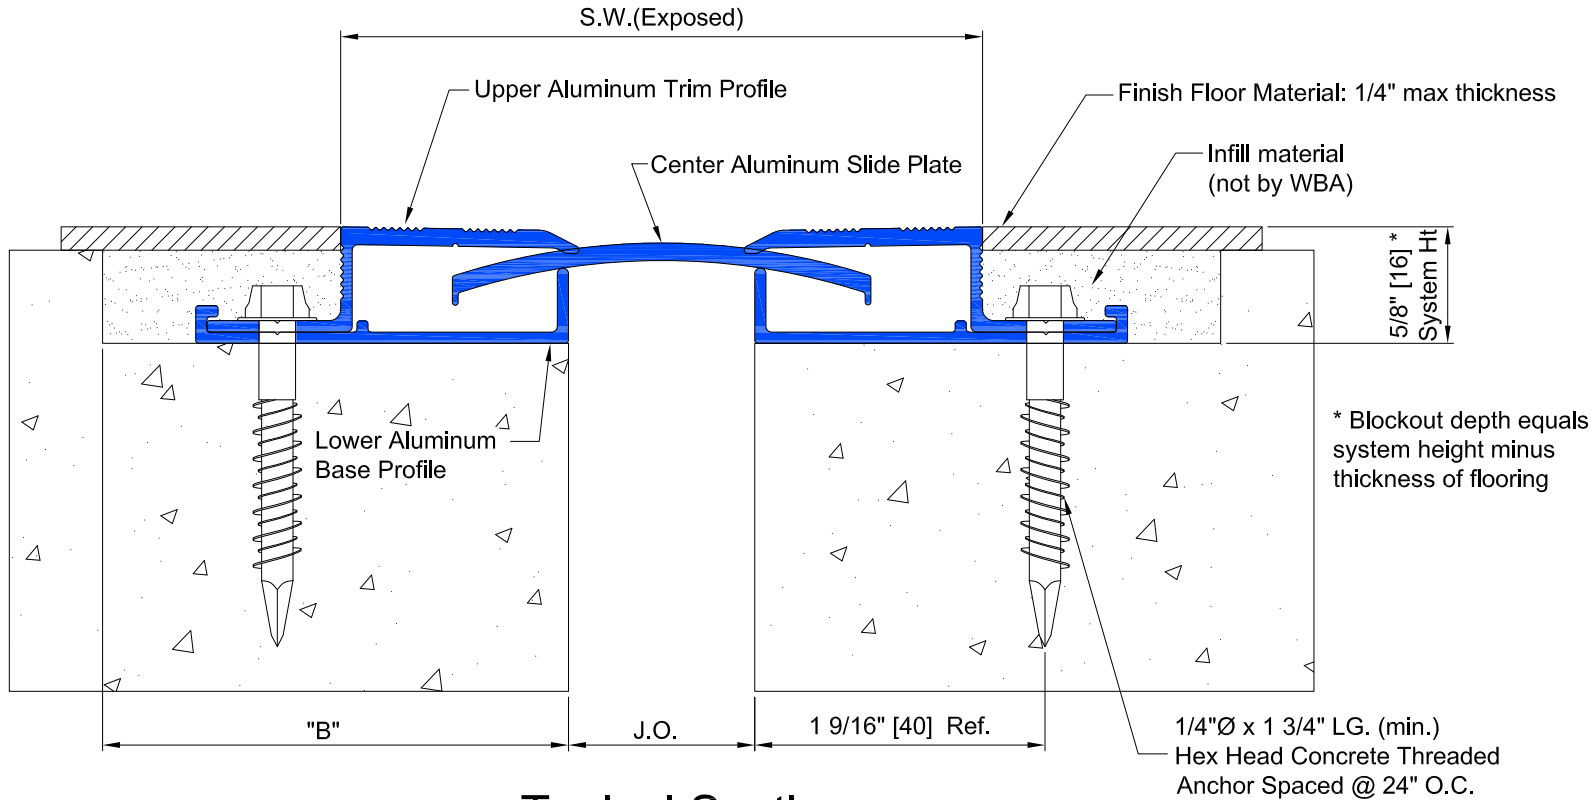 S.W.(Exposed)
Upper Aluminum Trim Profile
Finish Floor Material: 1/4" max thickness
Center Aluminum Slide Plate
Infill material
(not by WBA)
5/8" [16] *
System Ht
* Blockout depth equals
system height minus
thickness of flooring
Lower Aluminum
Base Profile
"B"
J.O.
1 9/16" [40] Ref.
1/4"Ø x 1 3/4" LG. (min.)
Hex Head Concrete Threaded
Anchor Spaced @ 24" O.C.